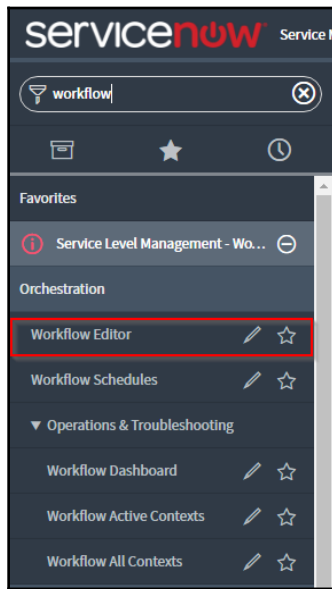 servicenow Service M
workflow
Favorites
Service Level Management - Wo...
Orchestration
Workflow Editor
Workflow Schedules
▼ Operations & Troubleshooting
Workflow Dashboard
Workflow Active Contexts
Workflow All Contexts